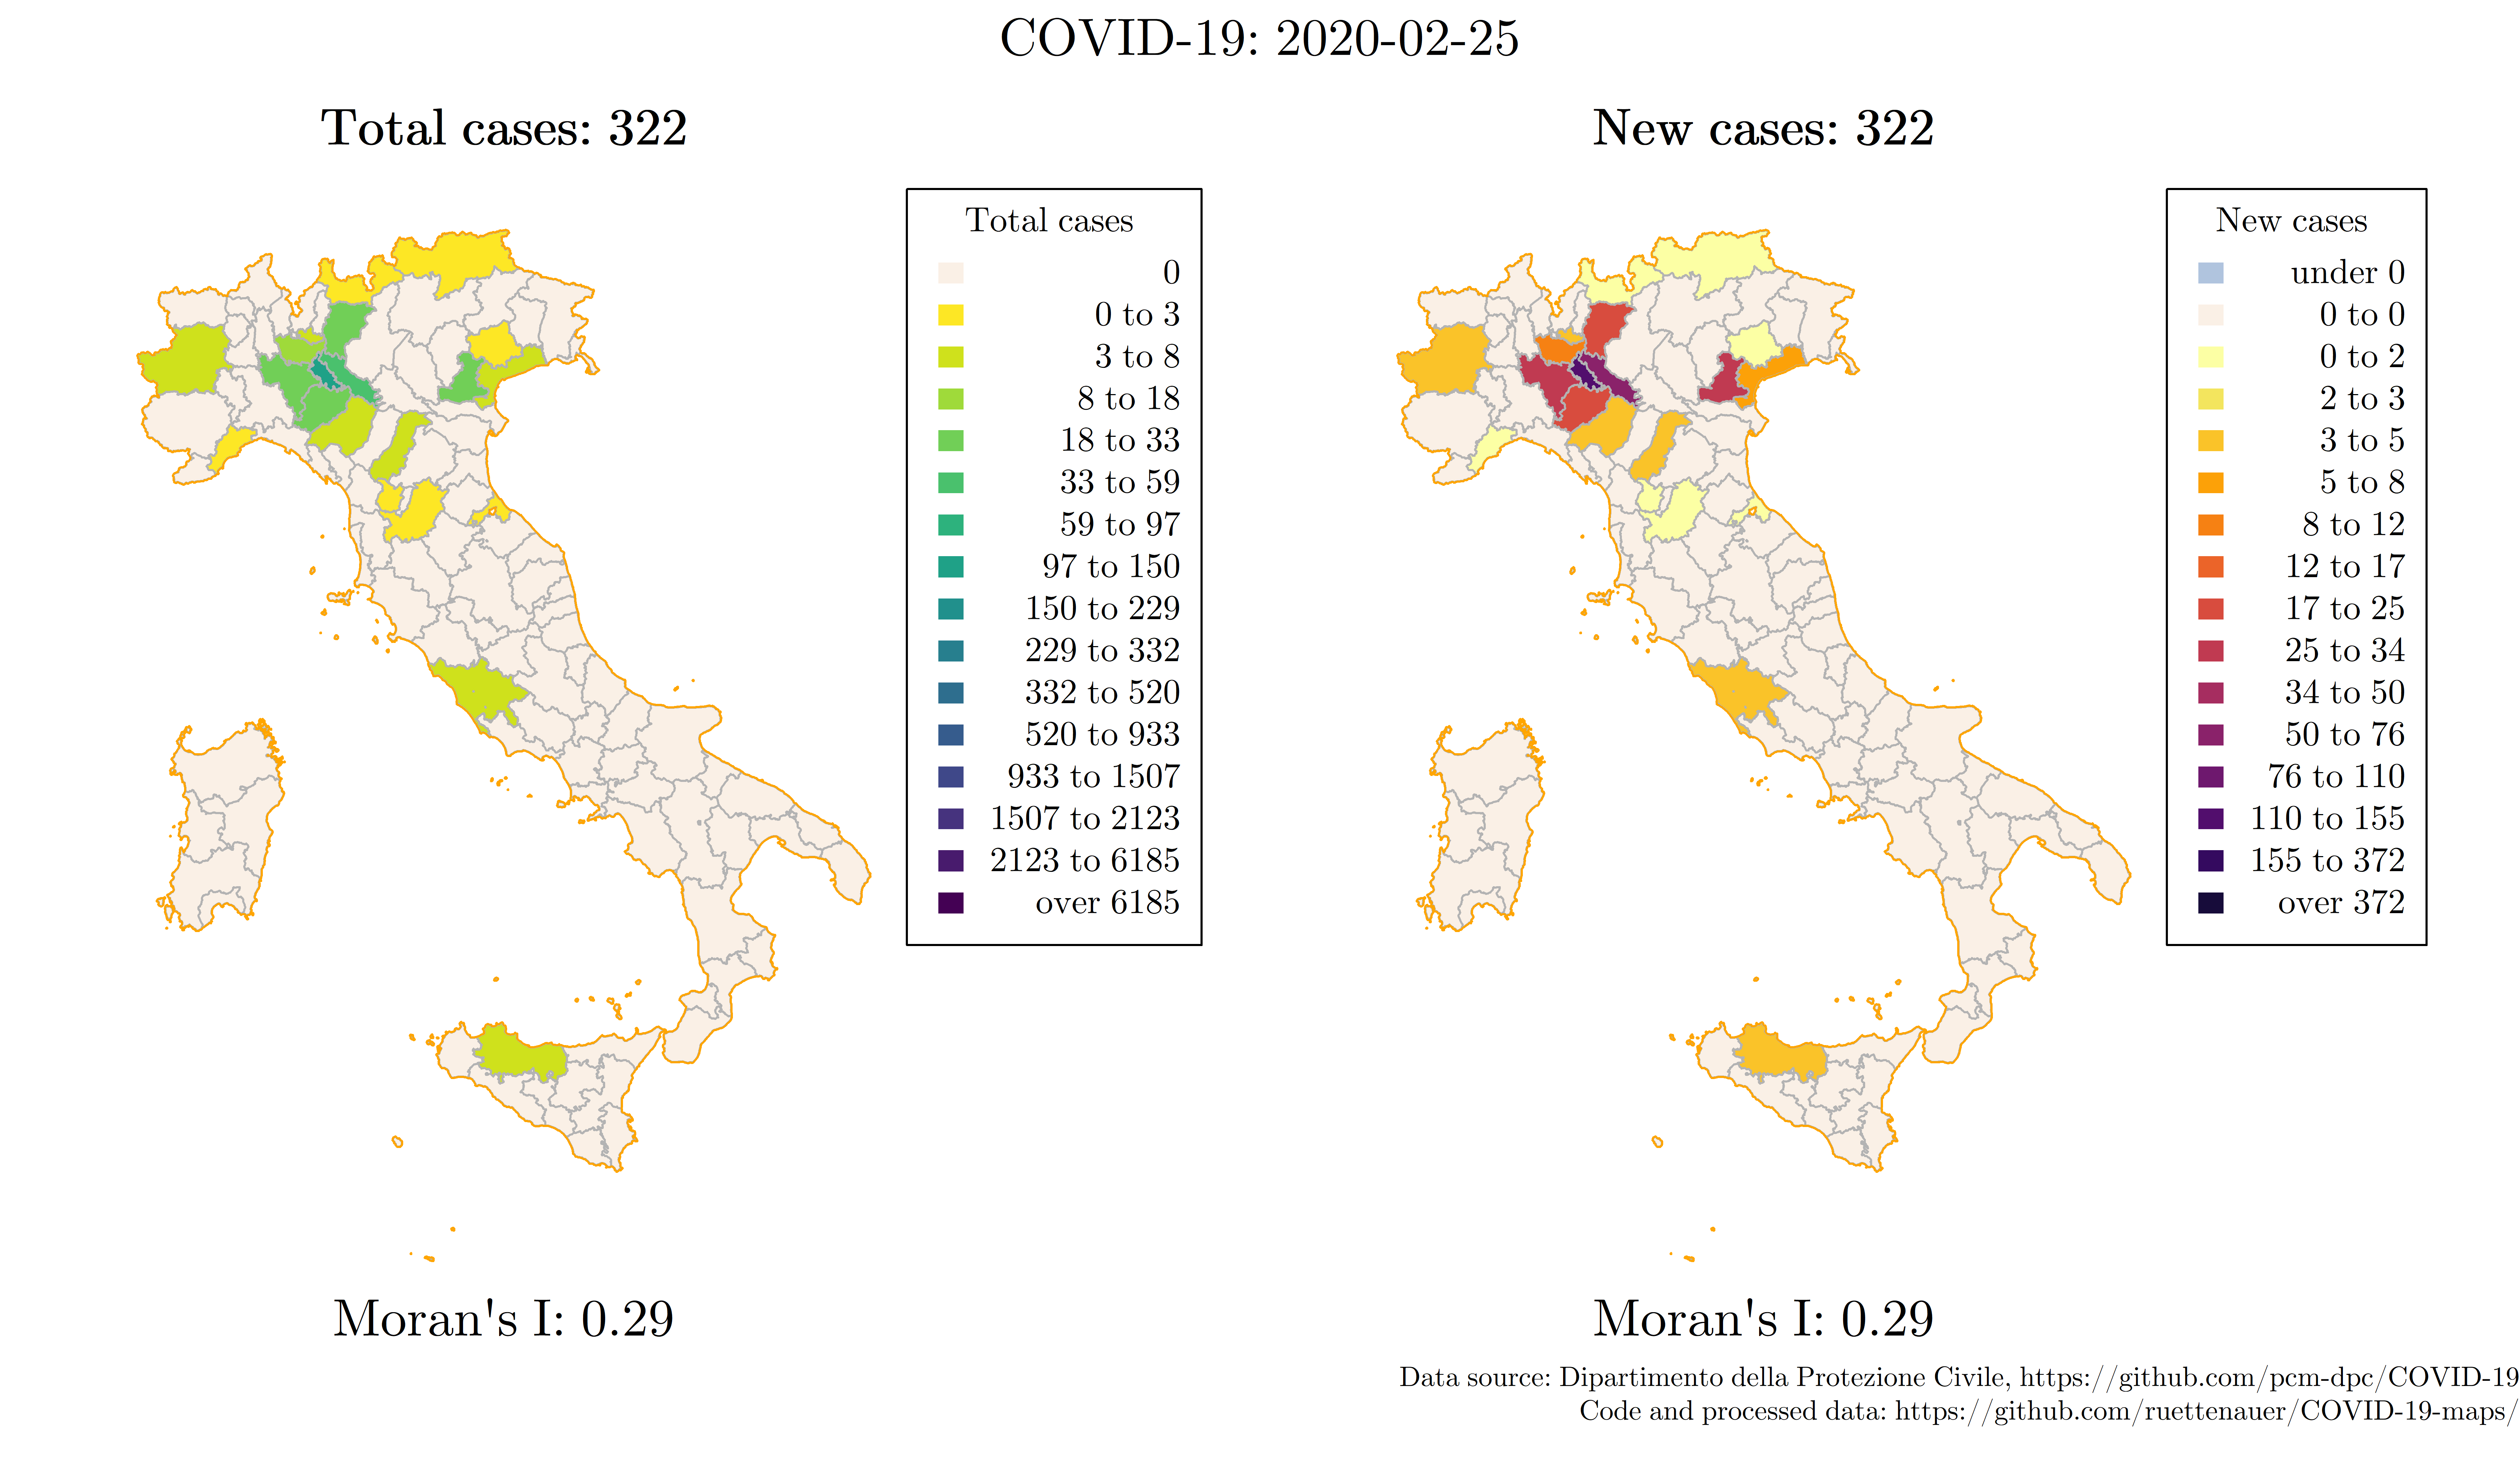 COVID-19: 2020-02-25
Total cases: 322
Total cases
0
0 to 3
3 to 8
8 to 18
18 to 33
33 to 59
59 to 97
97 to 150
150 to 229
229 to 332
332 to 520
520 to 933
933 to 1507
1507 to 2123
2123 to 6185
over 6185
Moran's I: 0.29
New cases: 322
New cases
under 0
0 to 0
0 to 2
2 to 3
3 to 5
5 to 8
8 to 12
12 to 17
17 to 25
25 to 34
34 to 50
50 to 76
76 to 110
110 to 155
155 to 372
over 372
Moran's I: 0.29
Data source: Dipartimento della Protezione Civile, https://github.com/pcm-dpc/COVID-19
Code and processed data: https://github.com/ruettenauer/COVID-19-maps/